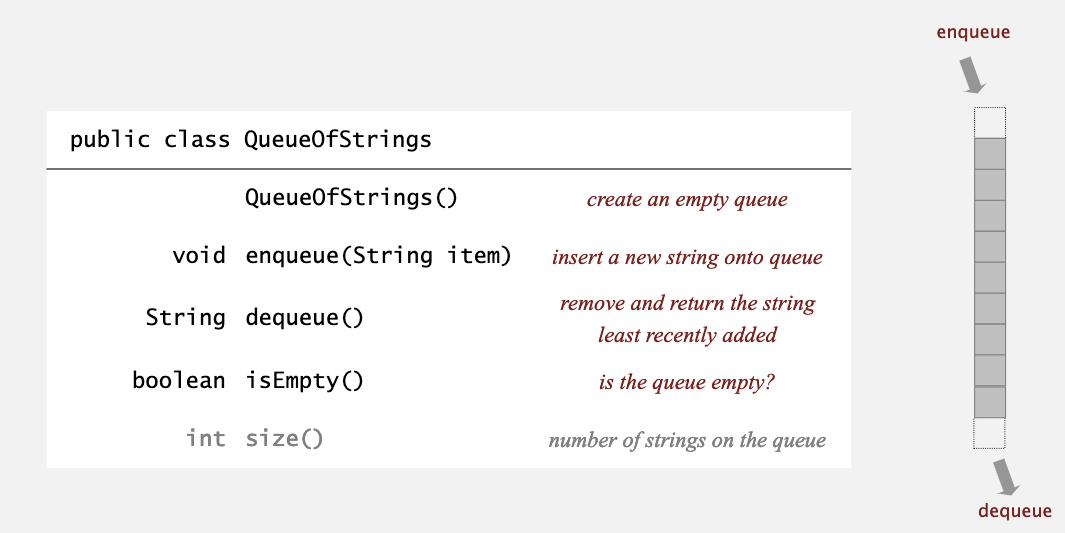 enqueue
public class QueueOfStrings
QueueOfStrings() create an empty queue
void enqueue(String item) insert a new string onto queue
String dequeue() remove and return the string
least recently added
boolean isEmpty() is the queue empty?
int size() number of strings on the queue
dequeue